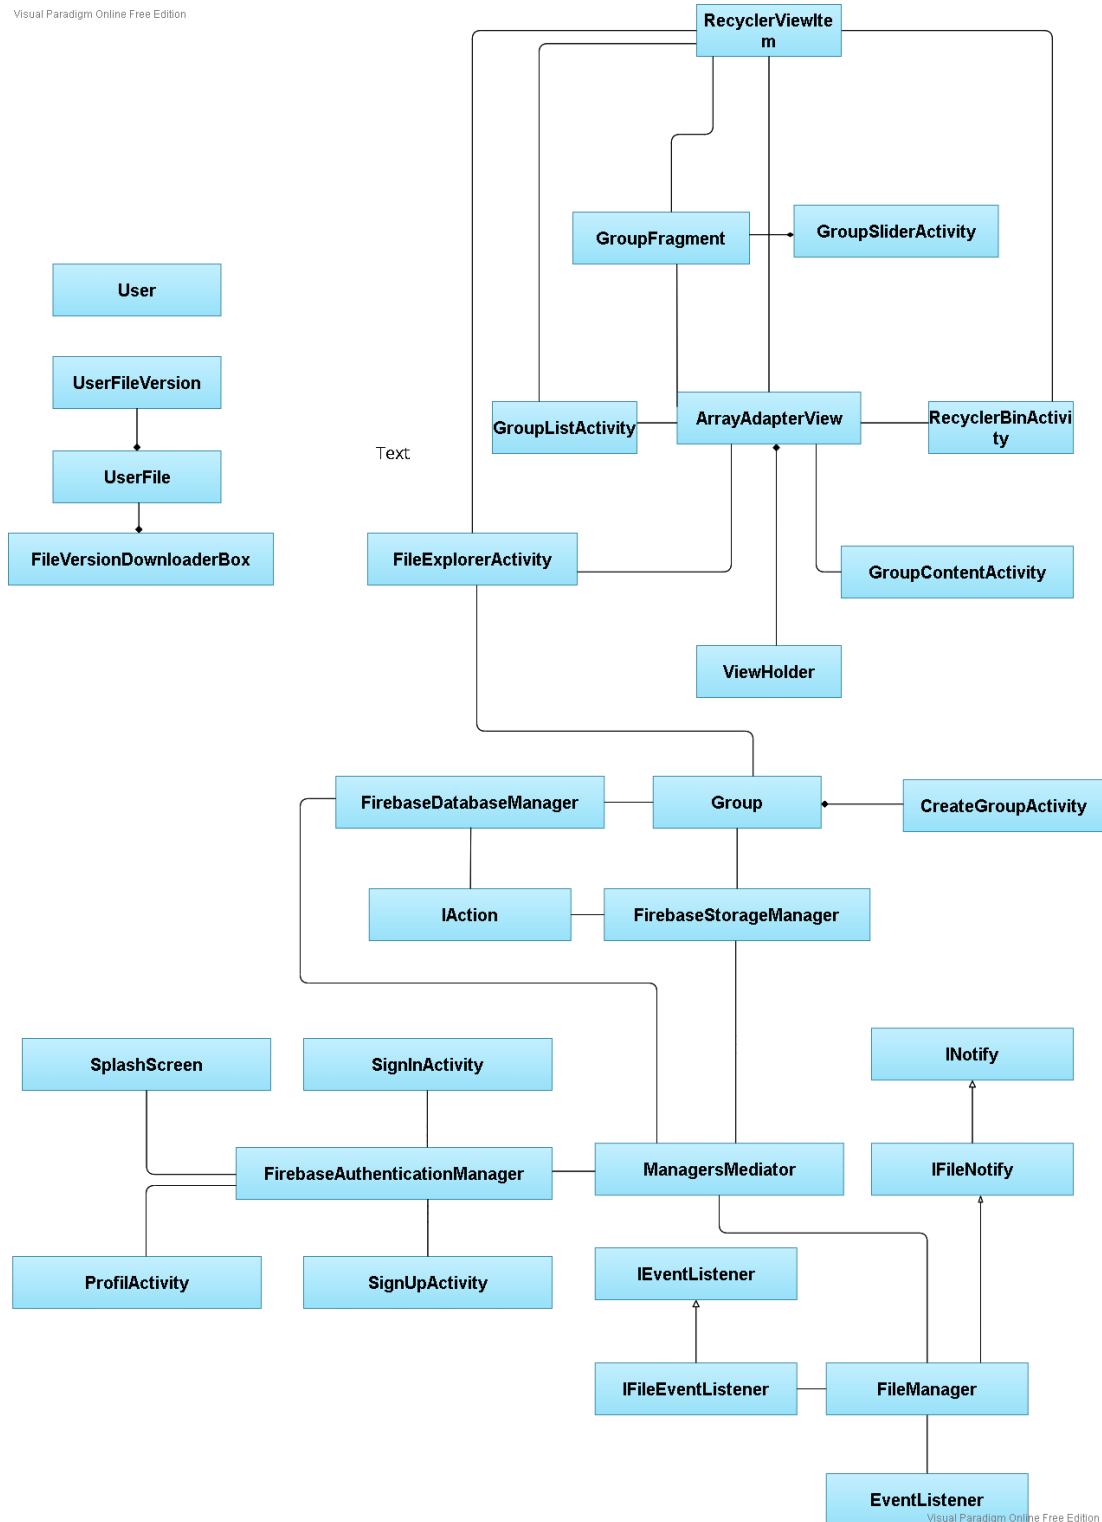 Visual Paradigm Online Free Edition
RecyclerViewIte
m
GroupFragment
GroupSliderActivity
User
UserFileVersion
GroupListActivity
ArrayAdapterView
RecyclerBinActivi
ty
Text
UserFile
FileVersionDownloaderBox
FileExplorerActivity
GroupContentActivity
ViewHolder
FirebaseDatabaseManager
Group
CreateGroupActivity
IAction
FirebaseStorageManager
SplashScreen
SignInActivity
INotify
FirebaseAuthenticationManager
ManagersMediator
IFileNotify
ProfilActivity
SignUpActivity
IEventListener
IFileEventListener
FileManager
EventListener
Visual Paradigm Online Free Edition